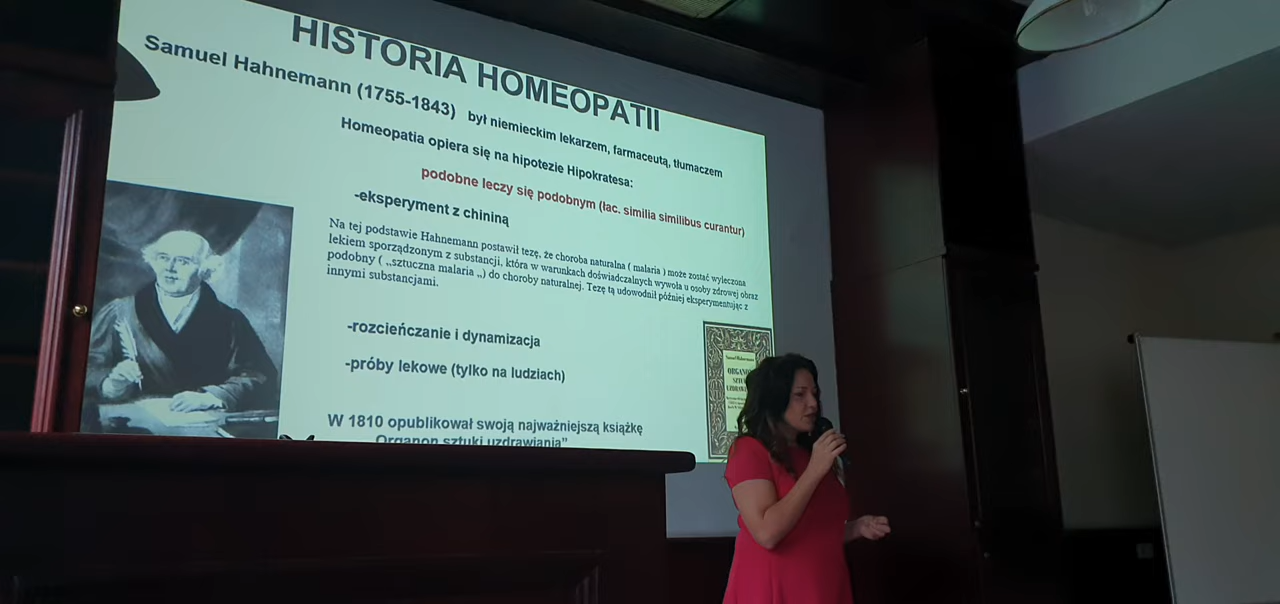 HISTORIA HOMEOPATII
Samuel Hahnemann (1755-1843) był niemieckim lekarzem, farmaceutą, tłumaczem
Homeopatia opiera się na hipotezie Hipokratesa:
podobne leczy się podobnym (łac. similia similibus curantur)
-eksperyment z chininą
Na tej podstawie Hahnemann postawił tezę, że choroba naturalna ( malaria ) może zostać wyleczona
lekiem sporządzonym z substancji, która w warunkach doświadczalnych wywoła u osoby zdrowej obraz
podobny ( „sztuczna malaria „) do choroby naturalnej. Tezę tą udowodnił później eksperymentując z
innymi substancjami.
-rozcieńczanie i dynamizacja
-próby lekowe (tylko na ludziach)
W 1810 opublikował swoją najważniejszą książkę
Organon sztuki uzdrawiania”
Samuel Hahnemann
ORGANON
SZTUKI